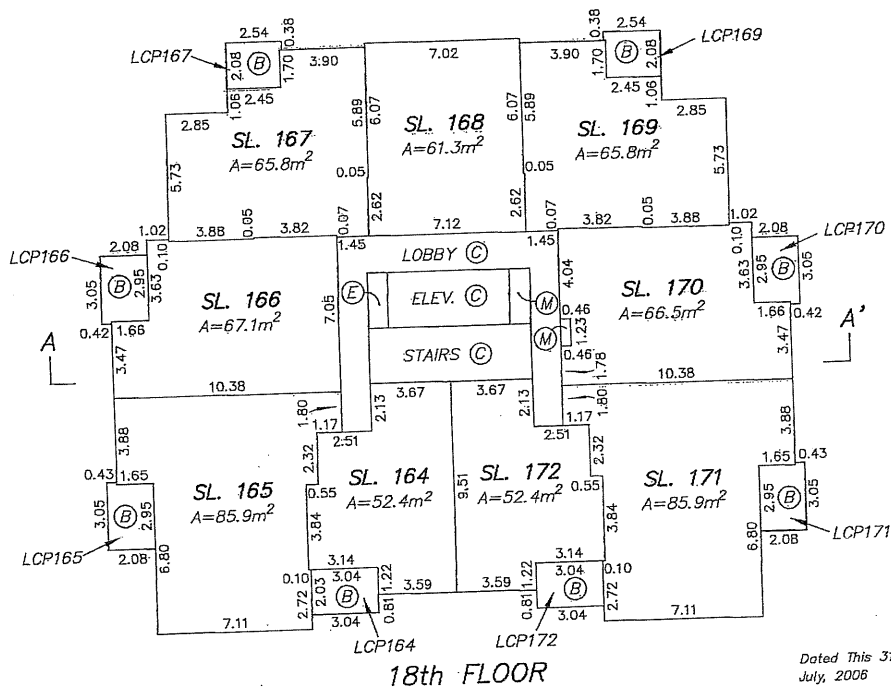 2.54
0.38
LCP167
2.08
B
1.70
3.90
7.02
3.90
0.38
2.54
B
2.08
1.70
LCP169
2.45
1.06
2.85
SL. 167
A=65.8m²
5.73
5.89
6.07
0.05
SL. 168
A=61.3m²
6.07
5.89
0.05
2.45
1.06
SL. 169
A=65.8m²
5.73
3.88
0.05
3.82
0.07
2.62
7.12
2.62
0.07
3.82
0.05
3.88
1.02
0.10
2.08
LCP166
3.05
B
2.95
3.63
0.42
1.66
3.47
SL. 166
A=67.1m²
7.05
10.38
1.45
LOBBY C
1.45
E
ELEV. C
M
STAIRS C
M
4.04
0.46
1.23
0.46
1.78
SL. 170
A=66.5m²
10.38
1.02
0.10
2.08
LCP170
3.63
2.95
B
3.05
1.66
0.42
3.47
A
A'
3.88
0.43
1.65
3.05
B
2.95
2.08
LCP165
6.80
SL. 165
A=85.9m²
7.11
1.80
1.17
2.51
2.32
0.55
3.84
2.13
3.67
SL. 164
A=52.4m²
9.51
3.67
2.13
SL. 172
A=52.4m²
1.80
1.17
2.51
2.32
0.55
3.84
SL. 171
A=85.9m²
3.88
1.65
0.43
2.95
B
3.05
2.08
LCP171
6.80
7.11
3.14
0.10
3.04
2.03
B
2.72
3.04
1.22
0.81
3.59
LCP164
3.59
3.14
1.22
3.04
0.10
0.81
B
2.72
3.04
LCP172
18th FLOOR
Dated This 31
July, 2006